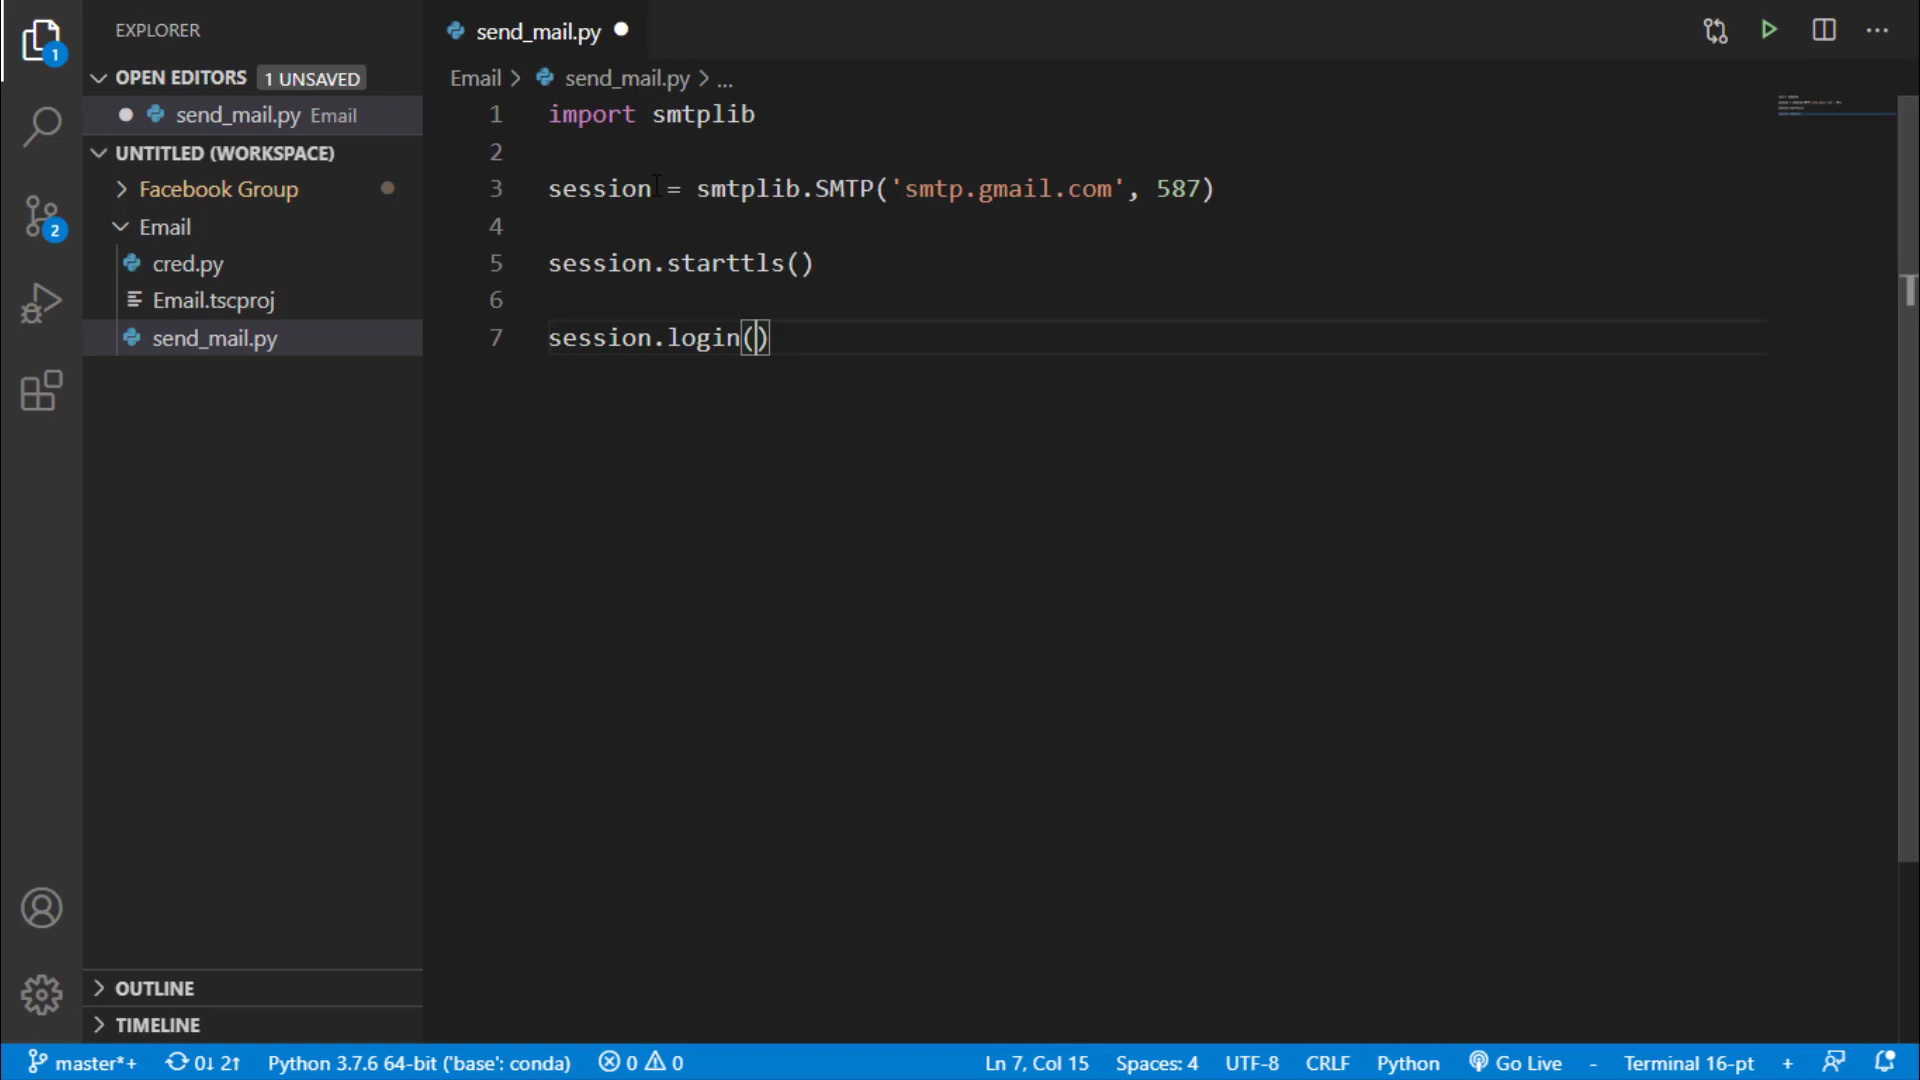 EXPLORER
OPEN EDITORS 1 UNSAVED
send_mail.py Email
UNTITLED (WORKSPACE)
Facebook Group
Email
cred.py
Email.tscproj
send_mail.py
OUTLINE
TIMELINE
1
2
send_mail.py
Email > send_mail.py > ...
1 import smtplib
2
3 session = smtplib.SMTP('smtp.gmail.com', 587)
4
5 session.starttls()
6
7 session.login()
master*+ 0↓ 2↑ Python 3.7.6 64-bit ('base': conda) 0 0 Ln 7, Col 15 Spaces: 4 UTF-8 CRLF Python Go Live - Terminal 16-pt +